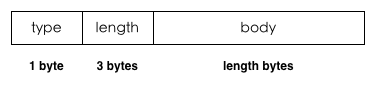 type length body
1 byte 3 bytes length bytes